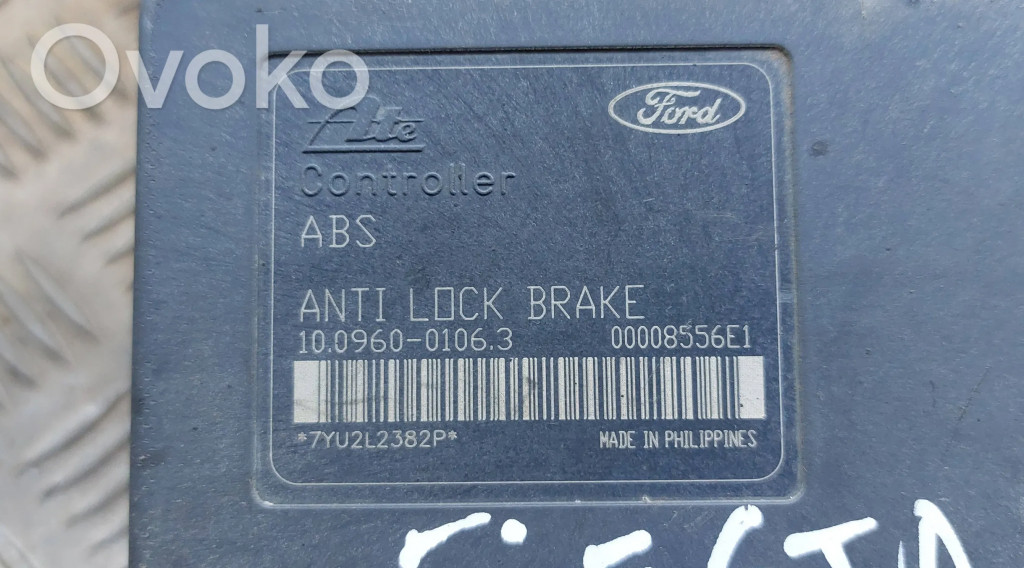 Ovoko
Ate
Ford
Controller
ABS
ANTI LOCK BRAKE
10.0960-0106.3 00008556E1
*7YU2L2382P* MADE IN PHILIPPINES